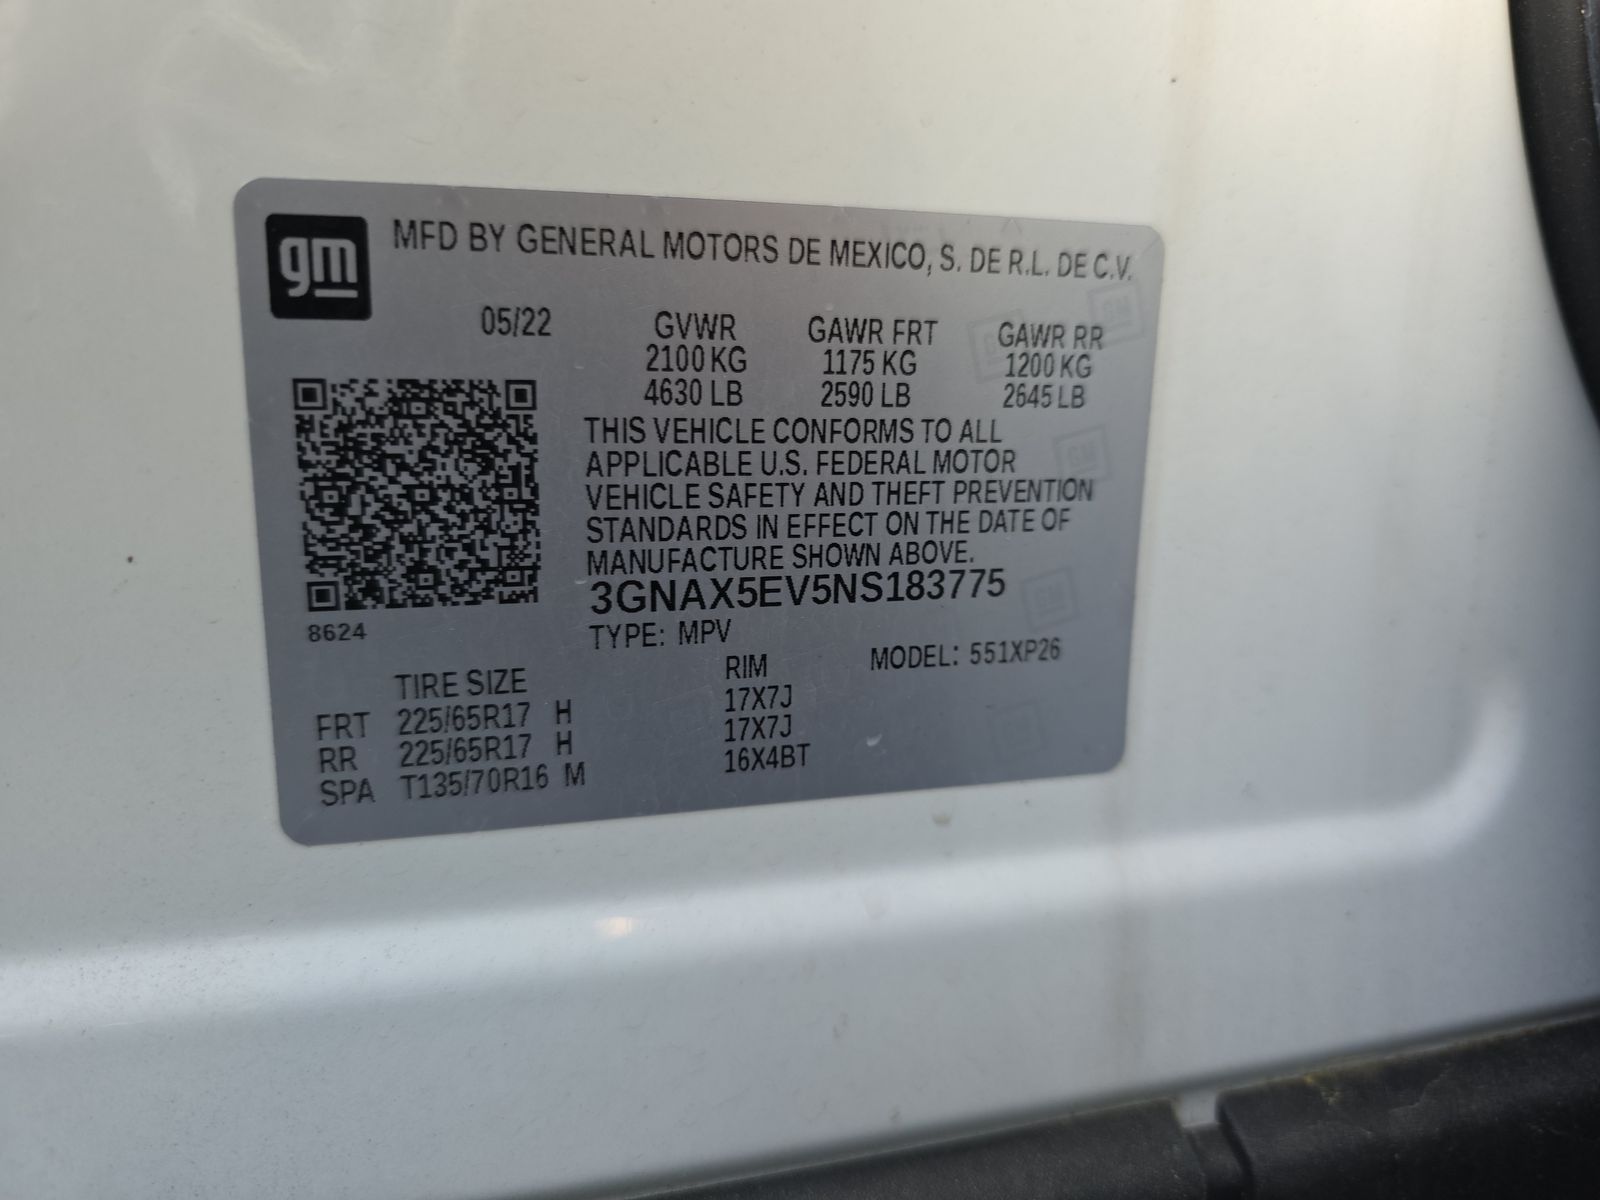 gm
MFD BY GENERAL MOTORS DE MEXICO, S. DE R.L. DE C.V.
05/22 GVWR GAWR FRT GAWR RR
2100 KG 1175 KG 1200 KG
4630 LB 2590 LB 2645 LB
THIS VEHICLE CONFORMS TO ALL
APPLICABLE U.S. FEDERAL MOTOR
VEHICLE SAFETY AND THEFT PREVENTION
STANDARDS IN EFFECT ON THE DATE OF
MANUFACTURE SHOWN ABOVE.
3GNAX5EV5NS183775
8624
TYPE: MPV MODEL: 551XP26
TIRE SIZE RIM
FRT 225/65R17 H 17X7J
RR 225/65R17 H 17X7J
SPA T135/70R16 M 16X4BT